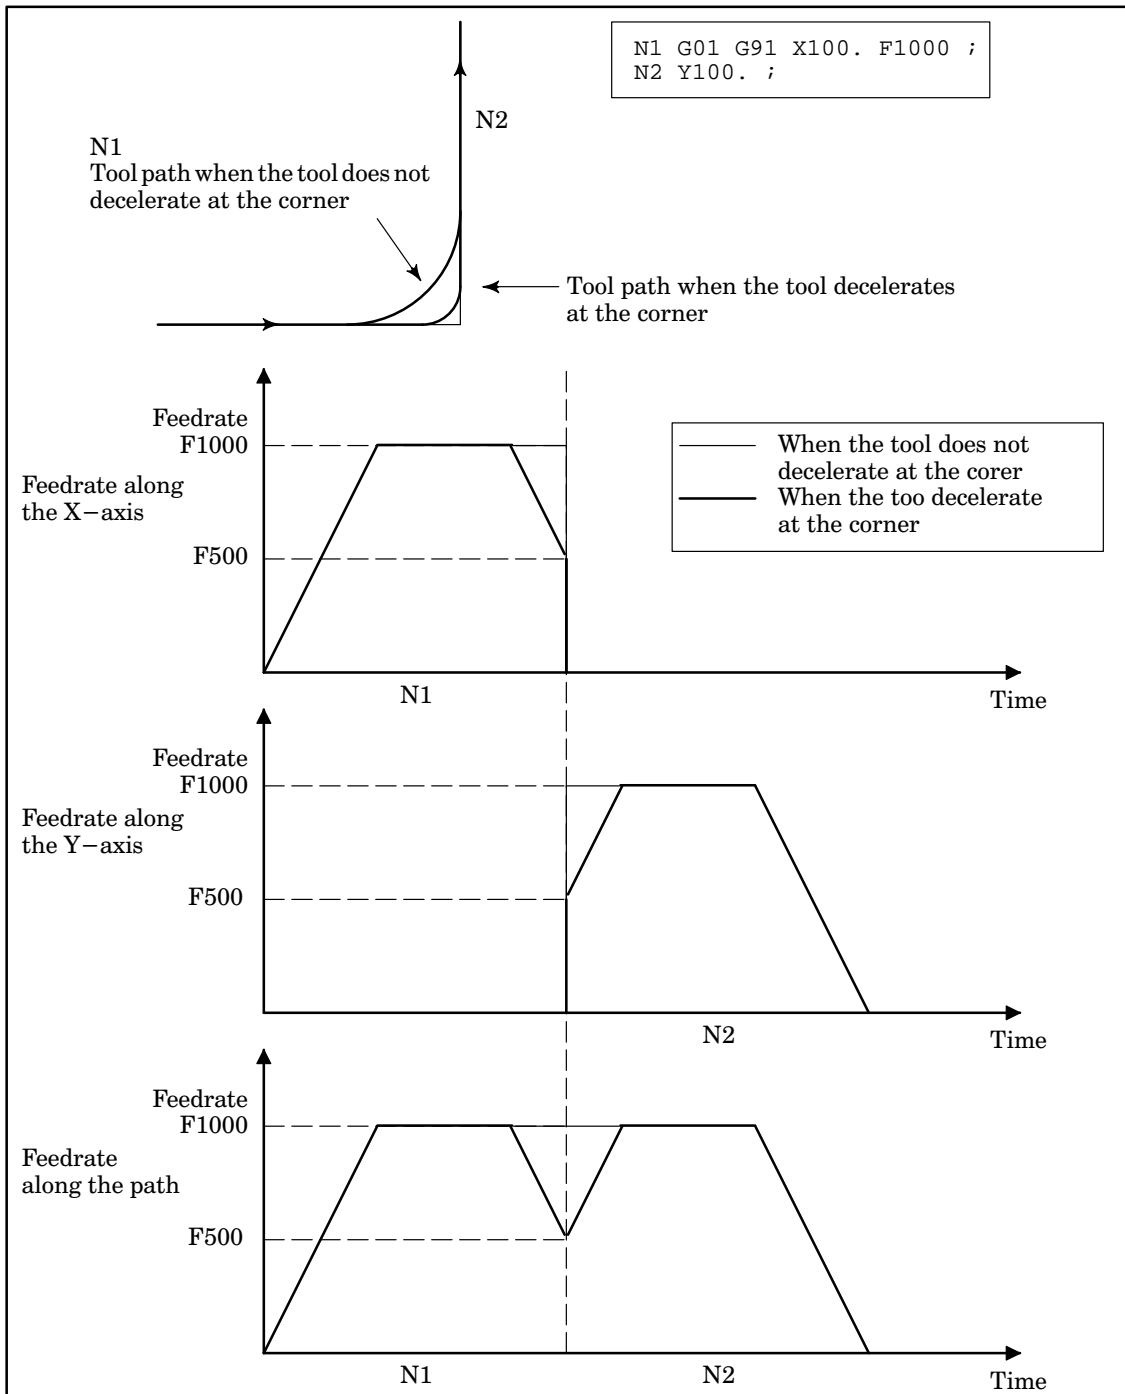 N1 G01 G91 X100. F1000 ;
N2 Y100. ;
N2
N1
Tool path when the tool does not
decelerate at the corner
Tool path when the tool decelerates
at the corner
Feedrate
F1000
Feedrate along
the X−axis
F500
N1
Time
When the tool does not
decelerate at the corer
When the too decelerate
at the corner
Feedrate
F1000
Feedrate along
the Y−axis
F500
N2
Time
Feedrate
F1000
Feedrate
along the path
F500
N1
N2
Time